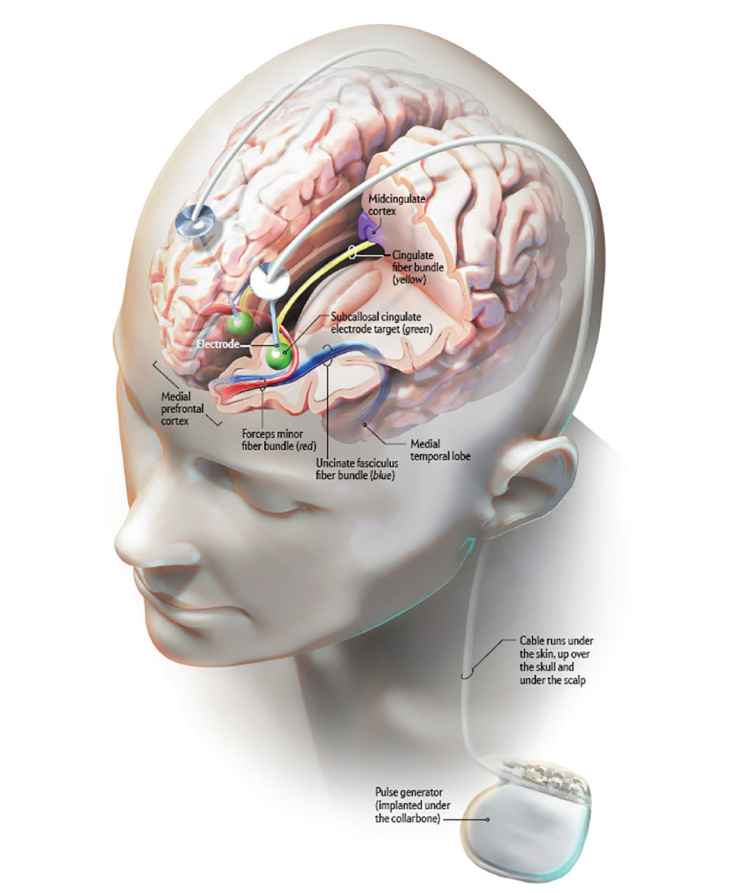 Midcingulate
cortex
Cingulate
fiber bundle
(yellow)
Subcallosal cingulate
electrode target (green)
Electrode
Medial
prefrontal
cortex
Forceps minor
fiber bundle (red)
Uncinate fasciculus
fiber bundle (blue)
Medial
temporal lobe
Cable runs under
the skin, up over
the skull and
under the scalp
Pulse generator
(implanted under
the collarbone)